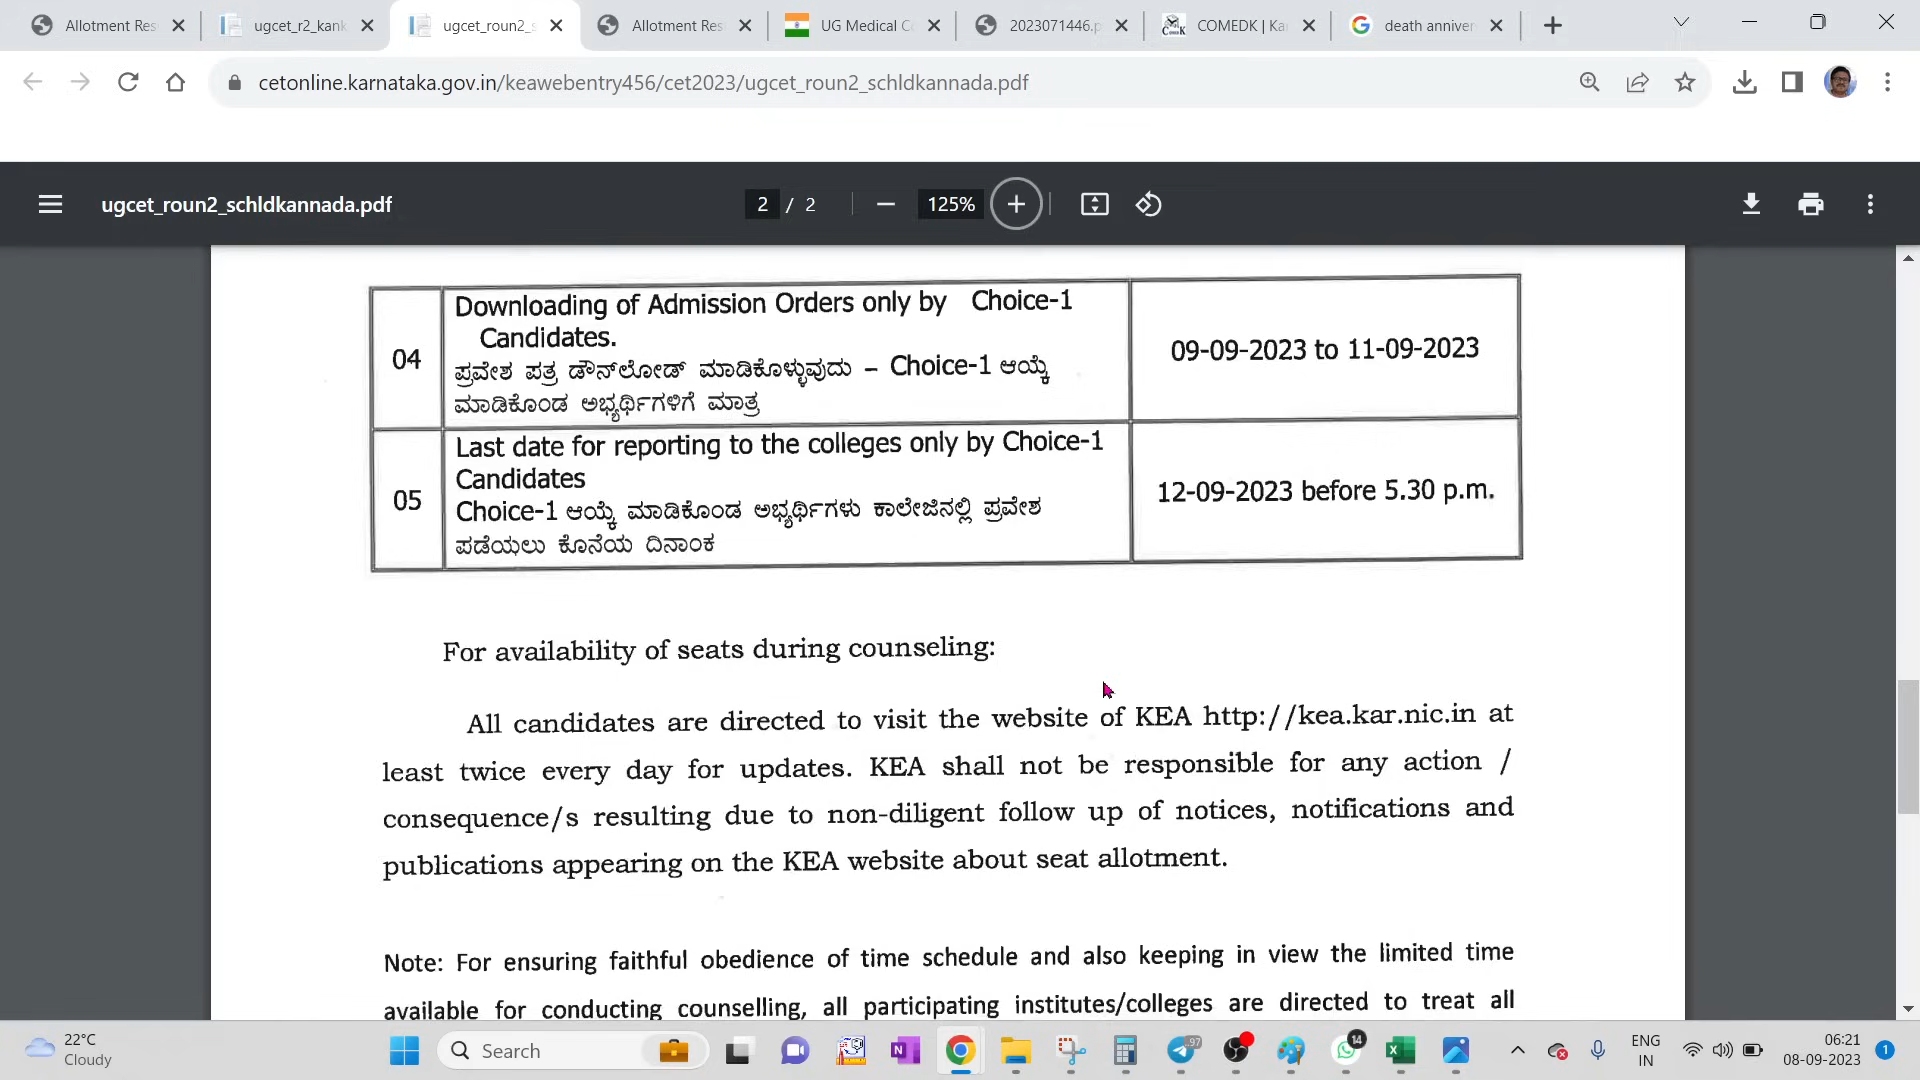 Allotment Res
ugcet_r2_kank
ugcet_roun2_s
Allotment Res
UG Medical C
2023071446.p
COMEDK | Ka
death anniver
cetonline.karnataka.gov.in/keawebentry456/cet2023/ugcet_roun2_schldkannada.pdf
ugcet_roun2_schldkannada.pdf
2 / 2
125%
04
Downloading of Admission Orders only by Choice-1
Candidates.
ಪ್ರವೇಶ ಪತ್ರ ಡೌನ್‌ಲೋಡ್ ಮಾಡಿಕೊಳ್ಳುವುದು – Choice-1 ಆಯ್ಕೆ
ಮಾಡಿಕೊಂಡ ಅಭ್ಯರ್ಥಿಗಳಿಗೆ ಮಾತ್ರ
09-09-2023 to 11-09-2023
05
Last date for reporting to the colleges only by Choice-1
Candidates
Choice-1 ಆಯ್ಕೆ ಮಾಡಿಕೊಂಡ ಅಭ್ಯರ್ಥಿಗಳು ಕಾಲೇಜಿನಲ್ಲಿ ಪ್ರವೇಶ
ಪಡೆಯಲು ಕೊನೆಯ ದಿನಾಂಕ
12-09-2023 before 5.30 p.m.
For availability of seats during counseling:
All candidates are directed to visit the website of KEA http://kea.kar.nic.in at
least twice every day for updates. KEA shall not be responsible for any action /
consequence/s resulting due to non-diligent follow up of notices, notifications and
publications appearing on the KEA website about seat allotment.
Note: For ensuring faithful obedience of time schedule and also keeping in view the limited time
available for conducting counselling, all participating institutes/colleges are directed to treat all
22°C
Cloudy
Search
97
14
ENG
IN
06:21
08-09-2023
1